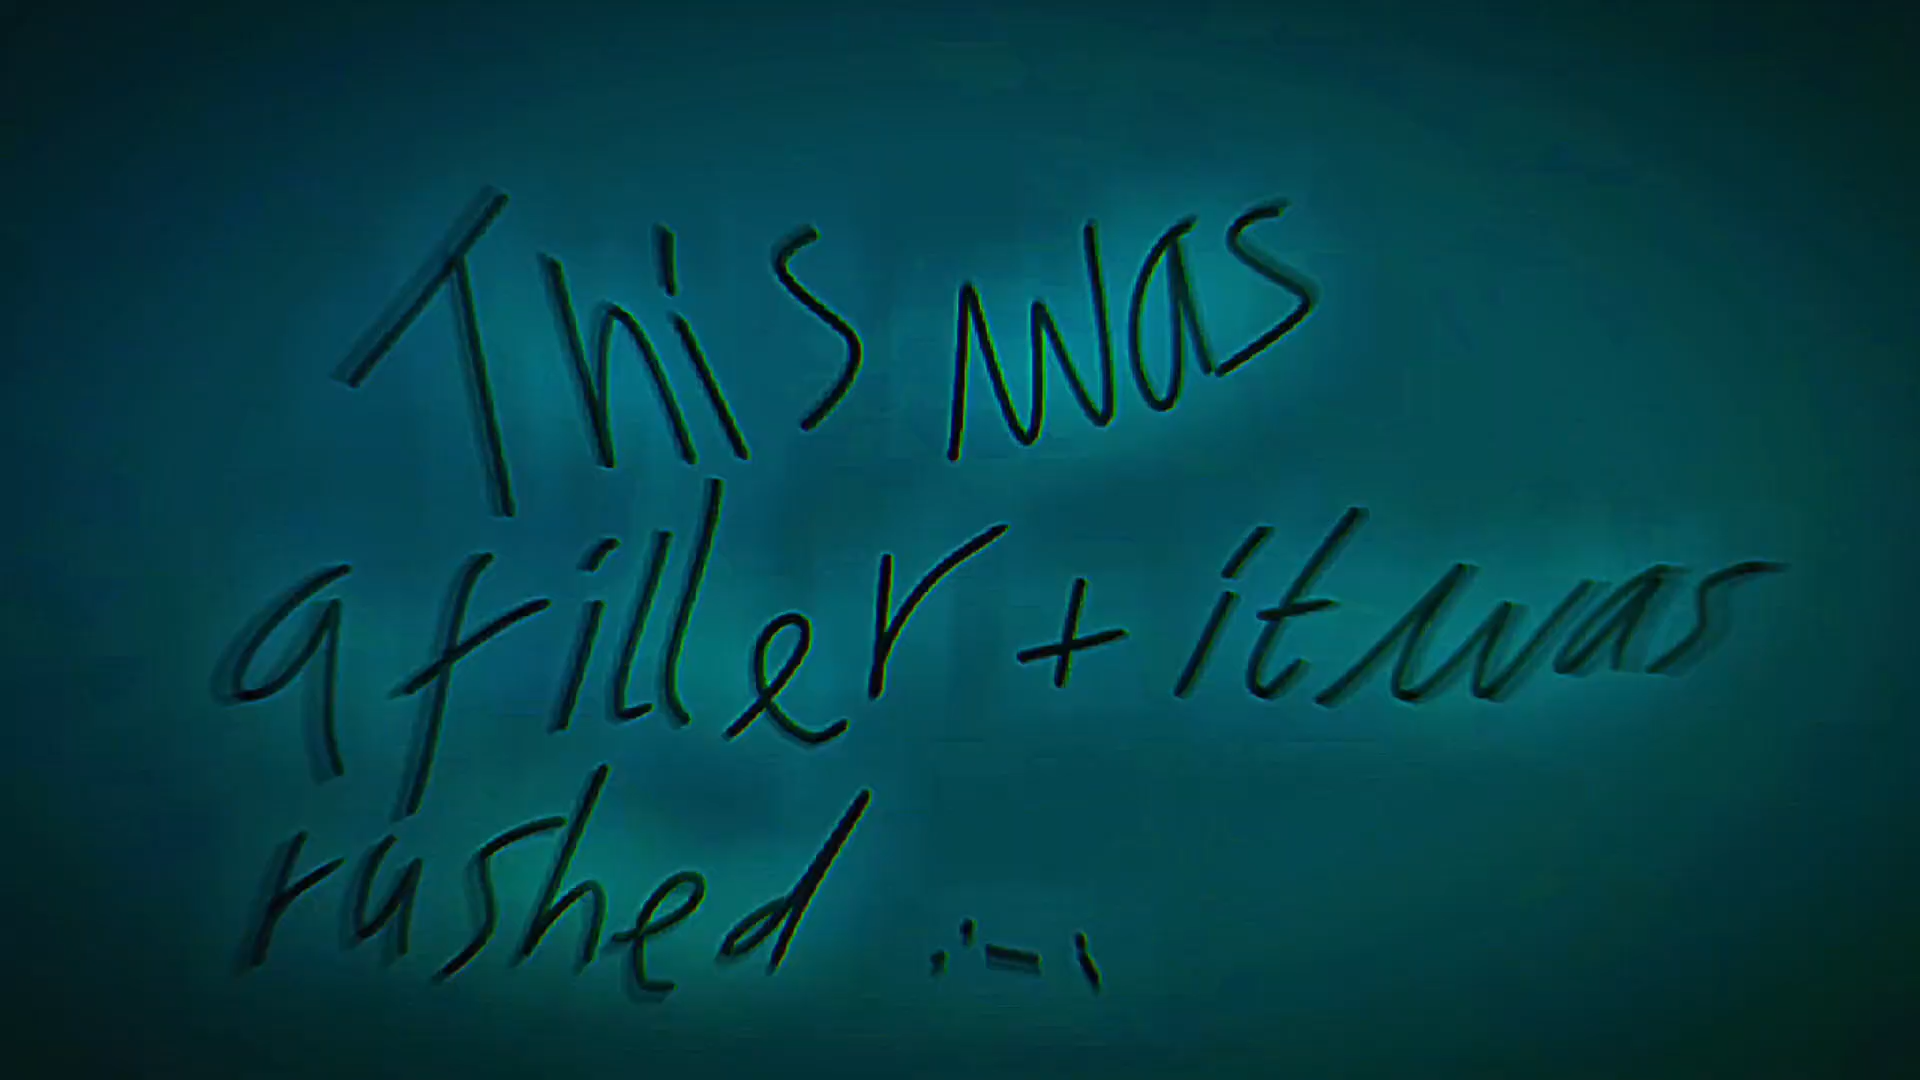 This was
a filler + it was
rushed .'-'